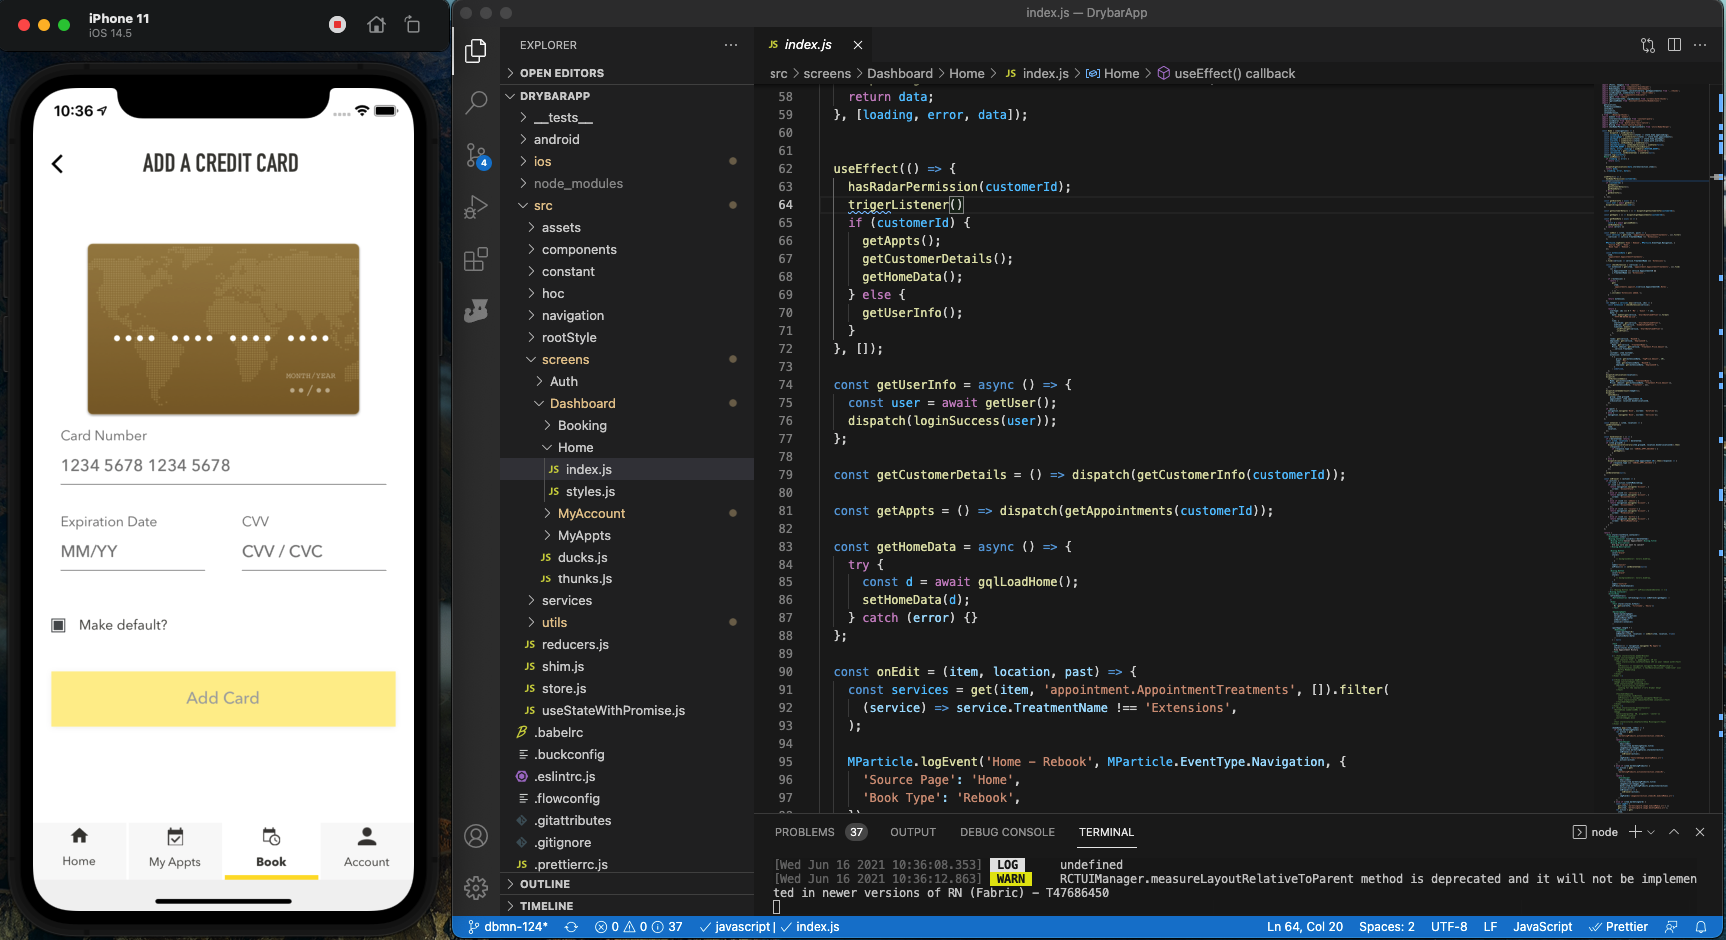 iPhone 11
iOS 14.5
10:36
ADD A CREDIT CARD
MONTH/YEAR
Card Number
1234 5678 1234 5678
Expiration Date
CVV
MM/YY
CVV / CVC
Make default?
Add Card
Home
My Appts
Book
Account
index.js — DrybarApp
EXPLORER
OPEN EDITORS
DRYBARAPP
__tests__
android
ios
node_modules
src
assets
components
constant
hoc
navigation
rootStyle
screens
Auth
Dashboard
Booking
Home
JS index.js
JS styles.js
MyAccount
MyAppts
JS ducks.js
JS thunks.js
services
utils
JS reducers.js
JS shim.js
JS store.js
JS useStateWithPromise.js
.babelrc
.buckconfig
.eslintrc.js
.flowconfig
.gitattributes
.gitignore
JS .prettierrc.js
OUTLINE
TIMELINE
4
JS index.js
src > screens > Dashboard > Home > JS index.js > Home > useEffect() callback
58 return data;
59 }, [loading, error, data]);
60
61
62 useEffect(() => {
63 hasRadarPermission(customerId);
64 trigerListener()
65 if (customerId) {
66 getAppts();
67 getCustomerDetails();
68 getHomeData();
69 } else {
70 getUserInfo();
71 }
72 }, []);
73
74 const getUserInfo = async () => {
75 const user = await getUser();
76 dispatch(loginSuccess(user));
77 };
78
79 const getCustomerDetails = () => dispatch(getCustomerInfo(customerId));
80
81 const getAppts = () => dispatch(getAppointments(customerId));
82
83 const getHomeData = async () => {
84 try {
85 const d = await gqlLoadHome();
86 setHomeData(d);
87 } catch (error) {}
88 };
89
90 const onEdit = (item, location, past) => {
91 const services = get(item, 'appointment.AppointmentTreatments', []).filter(
92 (service) => service.TreatmentName !== 'Extensions',
93 );
94
95 MParticle.logEvent('Home - Rebook', MParticle.EventType.Navigation, {
96 'Source Page': 'Home',
97 'Book Type': 'Rebook',
PROBLEMS 37 OUTPUT DEBUG CONSOLE TERMINAL
node
[Wed Jun 16 2021 10:36:08.353] LOG undefined
[Wed Jun 16 2021 10:36:12.863] WARN RCTUIManager.measureLayoutRelativeToParent method is deprecated and it will not be implemen
ted in newer versions of RN (Fabric) - T47686450
dbmn-124* 0 0 37 javascript | index.js Ln 64, Col 20 Spaces: 2 UTF-8 LF JavaScript Prettier